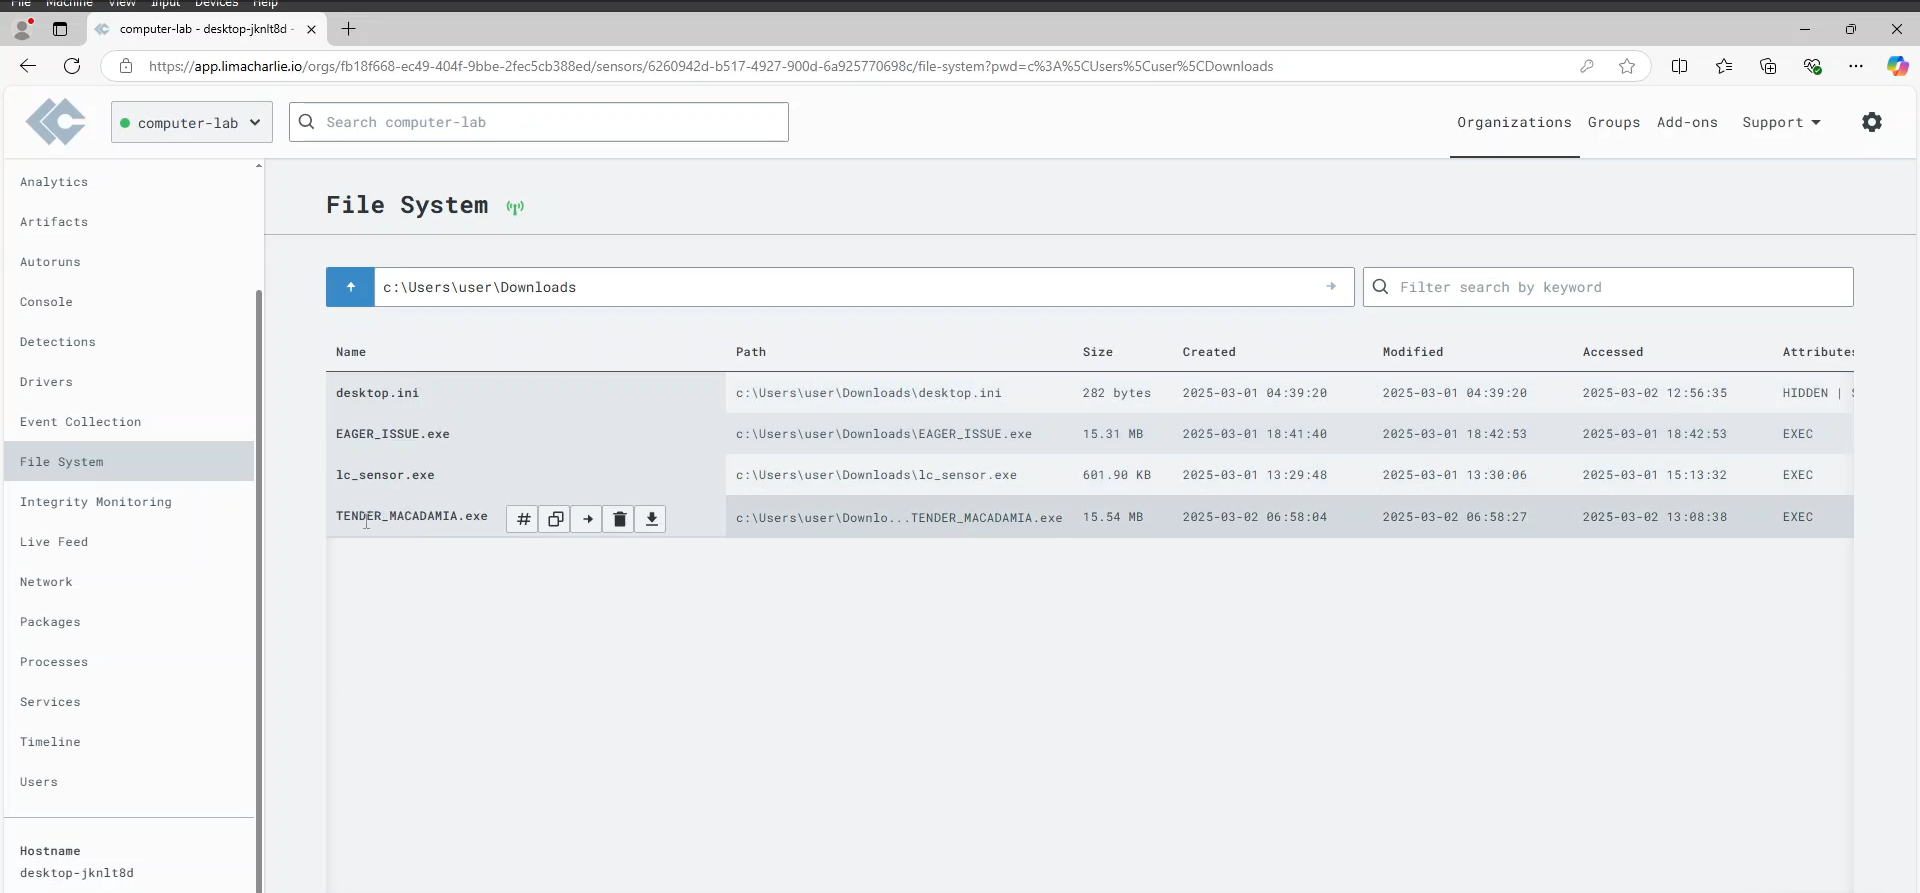 File Machine View Input Devices Help
computer-lab - desktop-jknlt8d -
https://app.limacharlie.io/orgs/fb18f668-ec49-404f-9bbe-2fec5cb388ed/sensors/6260942d-b517-4927-900d-6a925770698c/file-system?pwd=c%3A%5CUsers%5Cuser%5CDownloads
computer-lab Search computer-lab Organizations Groups Add-ons Support
Analytics
Artifacts
Autoruns
Console
Detections
Drivers
Event Collection
File System
Integrity Monitoring
Live Feed
Network
Packages
Processes
Services
Timeline
Users
Hostname
desktop-jknlt8d
File System
c:\Users\user\Downloads Filter search by keyword
Name Path Size Created Modified Accessed Attributes
desktop.ini c:\Users\user\Downloads\desktop.ini 282 bytes 2025-03-01 04:39:20 2025-03-01 04:39:20 2025-03-02 12:56:35 HIDDEN |
EAGER_ISSUE.exe c:\Users\user\Downloads\EAGER_ISSUE.exe 15.31 MB 2025-03-01 18:41:40 2025-03-01 18:42:53 2025-03-01 18:42:53 EXEC
lc_sensor.exe c:\Users\user\Downloads\lc_sensor.exe 601.90 KB 2025-03-01 13:29:48 2025-03-01 13:30:06 2025-03-01 15:13:32 EXEC
TENDER_MACADAMIA.exe # c:\Users\user\Downlo...TENDER_MACADAMIA.exe 15.54 MB 2025-03-02 06:58:04 2025-03-02 06:58:27 2025-03-02 13:08:38 EXEC